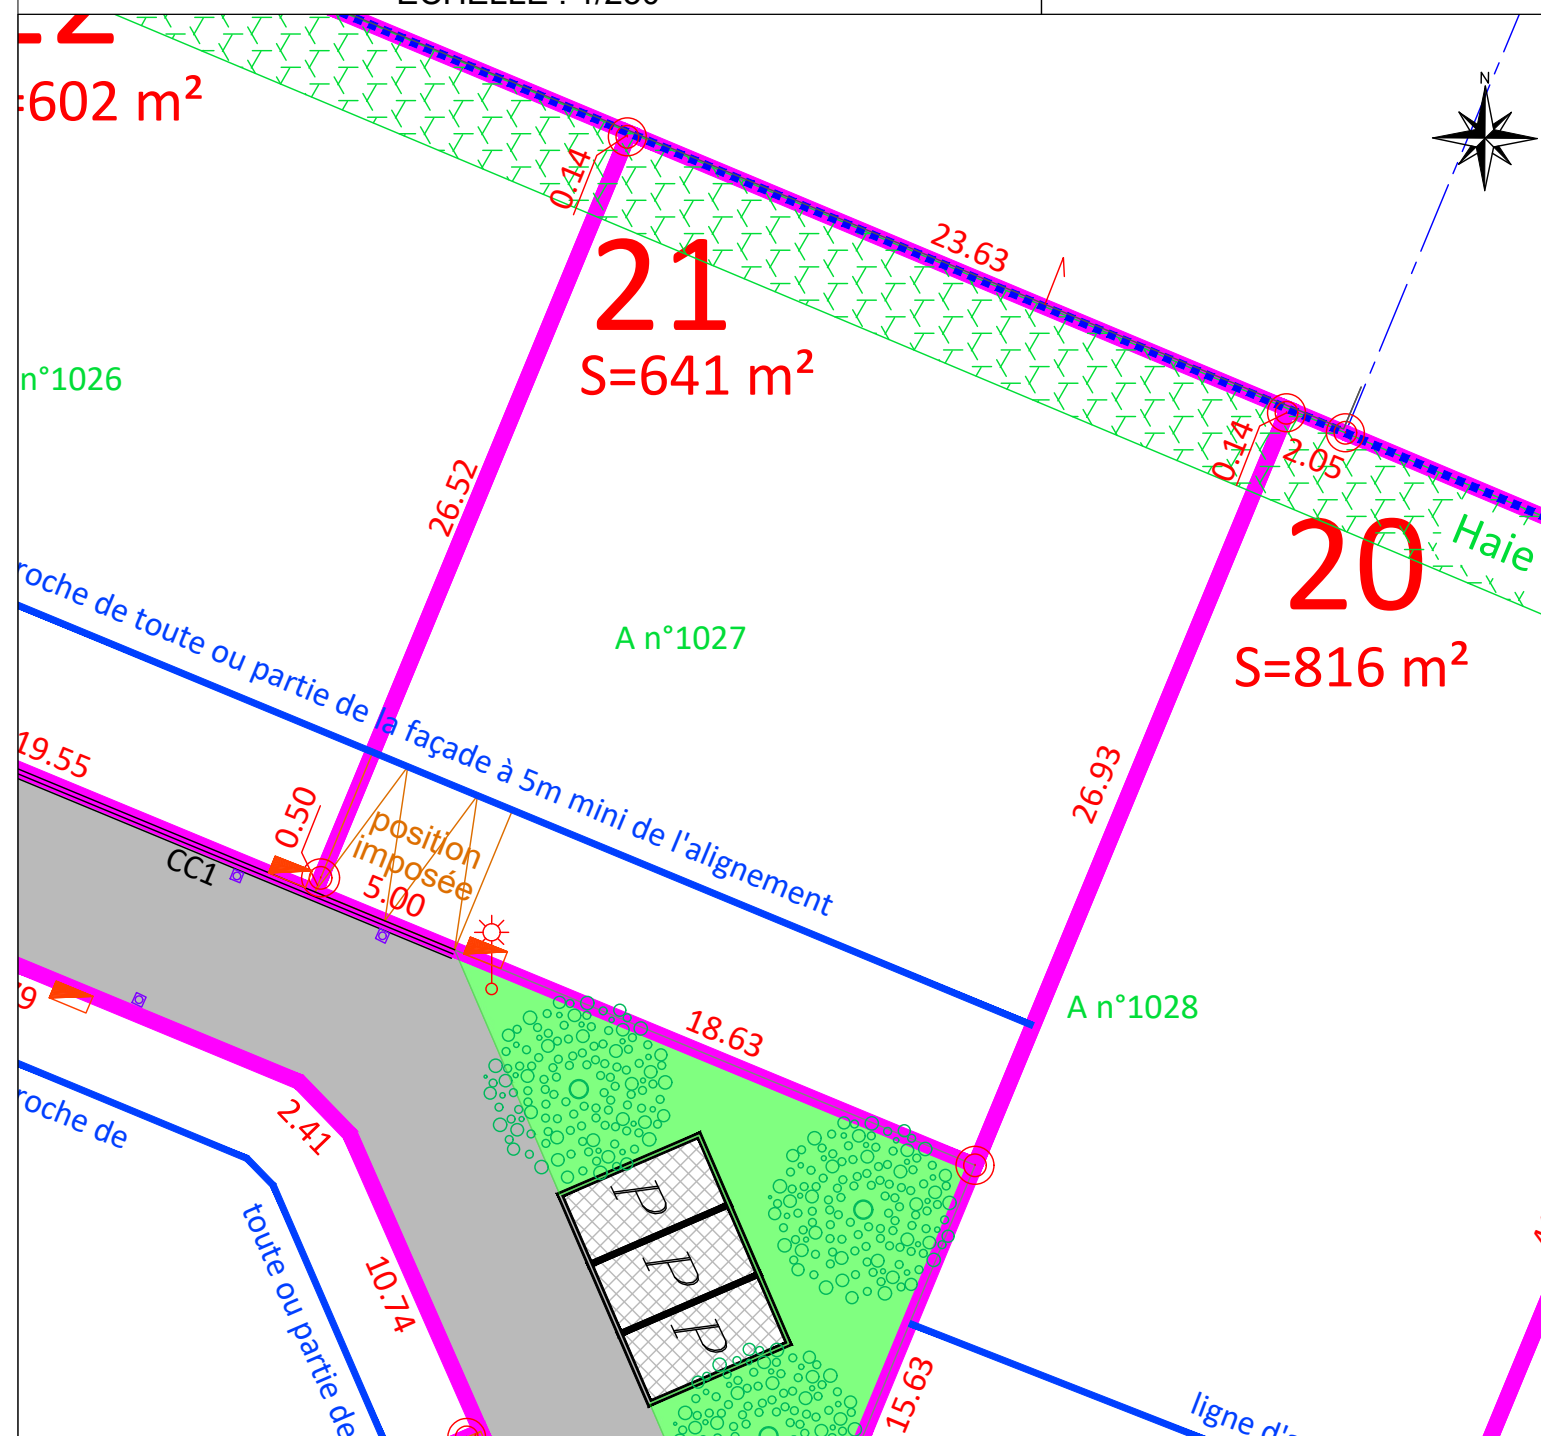 =602 m²
N
0.14
23.63
21
S=641 m²
n°1026
0.14
2.05
Haie
20
S=816 m²
26.52
A n°1027
roche de toute ou partie de la façade à 5m mini de l'alignement
19.55
26.93
0.50
position
imposée
CC1
5.00
A n°1028
18.63
roche de
2.41
P
P
P
10.74
toute ou partie de
15.63